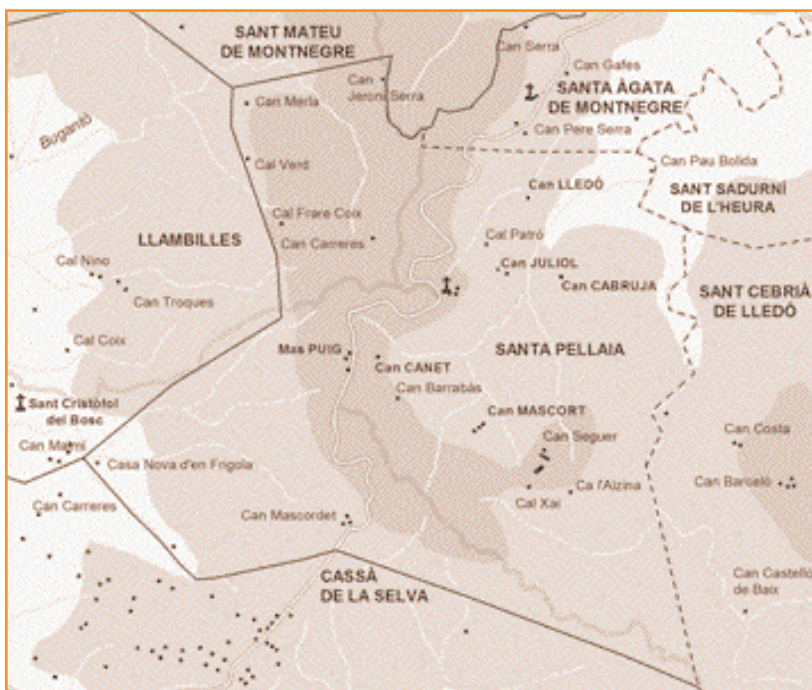 SANT MATEU
DE MONTNEGRE
Can Serra
Can Gafes
Can
Jeroni Serra
Can Merla
SANTA ÀGATA
DE MONTNEGRE
Bugantó
Can Pere Serra
Cal Verd
Can Pau Bolida
Can LLEDÓ
SANT SADURNÍ
DE L'HEURA
Cal Frare Coix
LLAMBILLES
Can Carreres
Cal Patró
Cal Nino
Can JULIOL
Can CABRUJA
SANT CEBRIÀ
DE LLEDÓ
Can Troques
Cal Coix
Mas PUIG
SANTA PELLAIA
Can CANET
Can Barrabás
Sant Cristòfol
del Bosc
Can MASCORT
Can Costa
Can Seguer
Can Mamí
Casa Nova d'en Frigola
Can Barceló
Can Carreres
Cal Xai
Ca l'Alzina
Can Mascordet
CASSÀ
DE LA SELVA
Can Castelló
de Baix